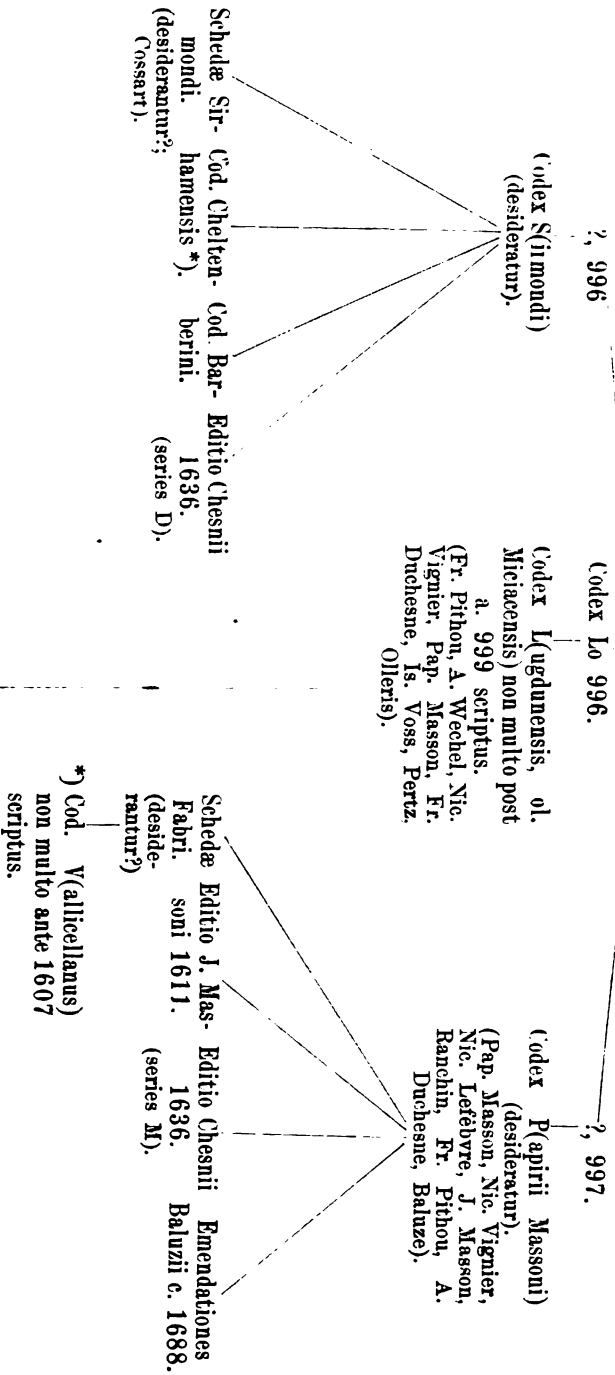 ?, 996
Codex S(irmondi)
(desideratur).
Schedæ Sir-
mondi.
(desiderantur?;
Cossart).
Cod. Chelten-
hamensis *).
Cod. Bar-
berini.
Editio Chesnii
1636.
(series D).
Codex Lo 996.
Codex L(ugdunensis, ol.
Miciacensis) non multo post
a. 999 scriptus.
(Fr. Pithou, A. Wechel, Nic.
Vignier, Pap. Masson, Fr.
Duchesne, Is. Voss, Pertz,
Olleris).
?, 997.
Codex P(apirii Massoni)
(desideratur).
(Pap. Masson, Nic. Vignier,
Nic. Lefèbvre, J. Masson,
Ranchin, Fr. Pithou, A.
Duchesne, Baluze).
Schedæ
Fabri.
(deside-
rantur?)
Editio J. Mas-
soni 1611.
Editio Chesnii
1636.
(series M).
Emendationes
Baluzii c. 1688.
*) Cod. V(allicellanus)
non multo ante 1607
scriptus.